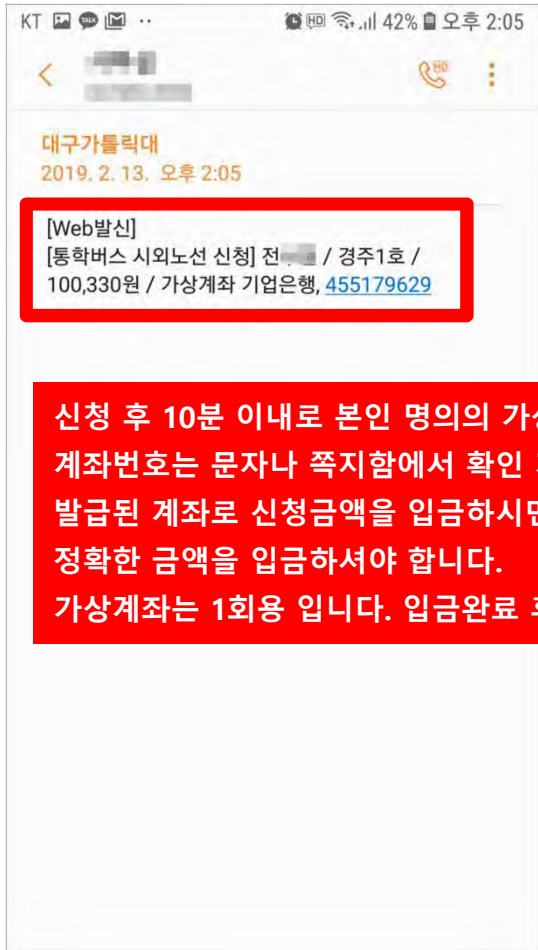 KT 42% 오후 2:05
대구가톨릭대
2019. 2. 13. 오후 2:05
[Web발신]
[통학버스 시외노선 신청] 전 / 경주1호 /
100,330원 / 가상계좌 기업은행, 455179629
신청 후 10분 이내로 본인 명의의
계좌번호는 문자나 쪽지함에서 확인
발급된 계좌로 신청금액을
정확한 금액을 입금하셔야 합니다.
가상계좌는 1회용 입니다. 입금완료